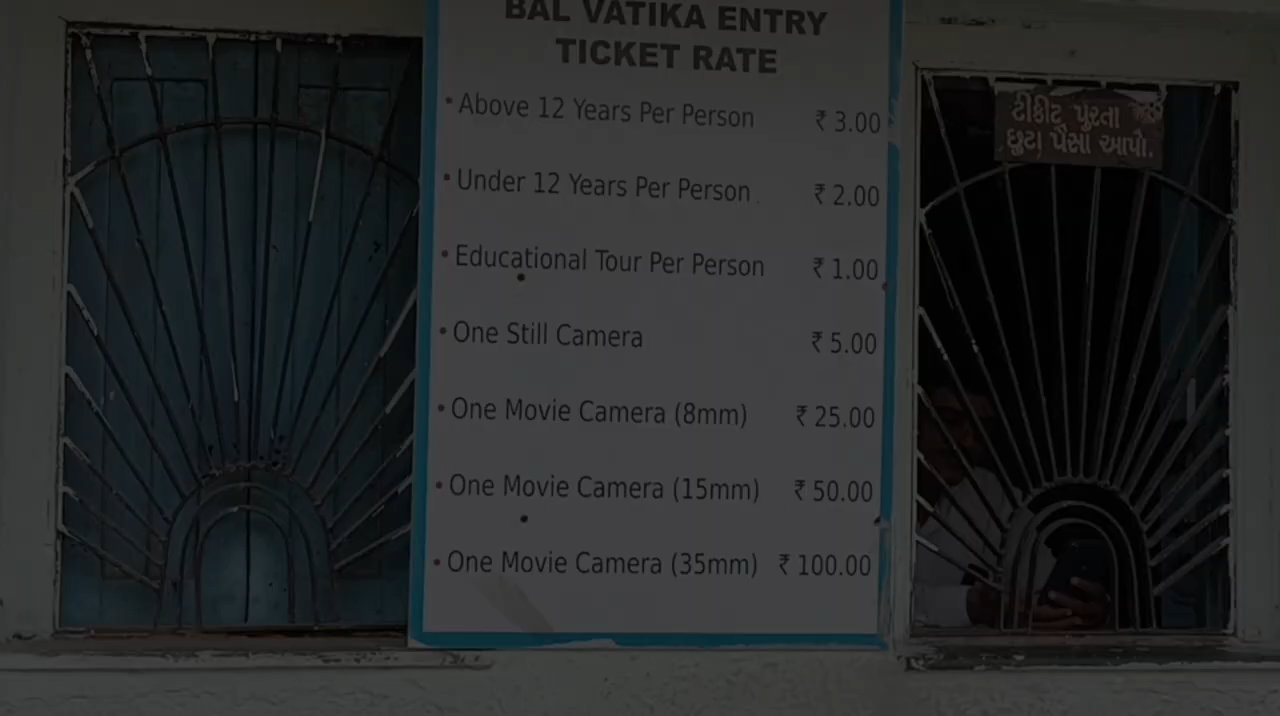 BAL VATIKA ENTRY
TICKET RATE
• Above 12 Years Per Person ₹ 3.00
• Under 12 Years Per Person ₹ 2.00
• Educational Tour Per Person ₹ 1.00
• One Still Camera ₹ 5.00
• One Movie Camera (8mm) ₹ 25.00
• One Movie Camera (15mm) ₹ 50.00
• One Movie Camera (35mm) ₹ 100.00
ટીકીટ પુરતા
છુટા પૈસા આપો.